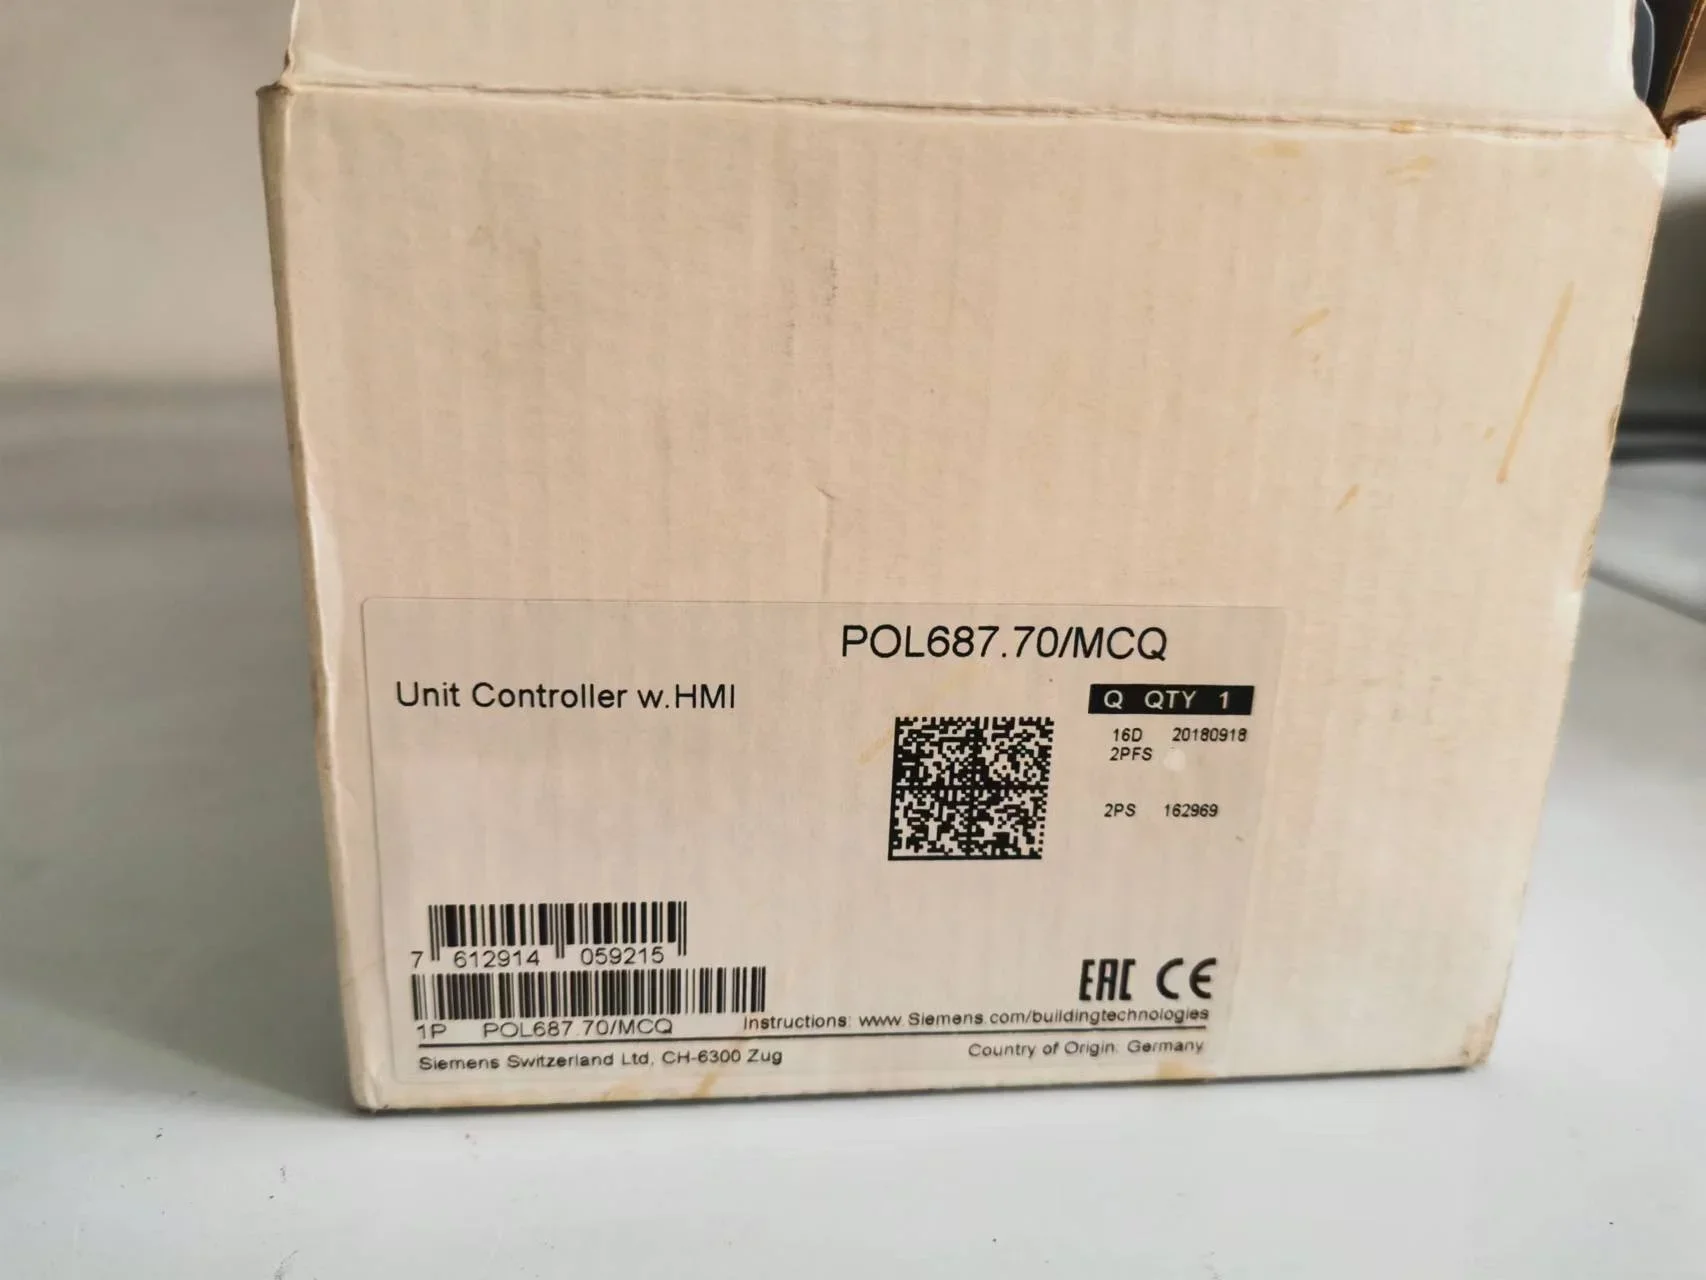 POL687.70/MCQ
Unit Controller w.HMI
Q QTY 1
16D 20180918
2PFS
2PS 162969
7 612914 059215
EAC CE
1P POL687.70/MCQ
Instructions: www.Siemens.com/buildingtechnologies
Siemens Switzerland Ltd, CH-6300 Zug
Country of Origin: Germany